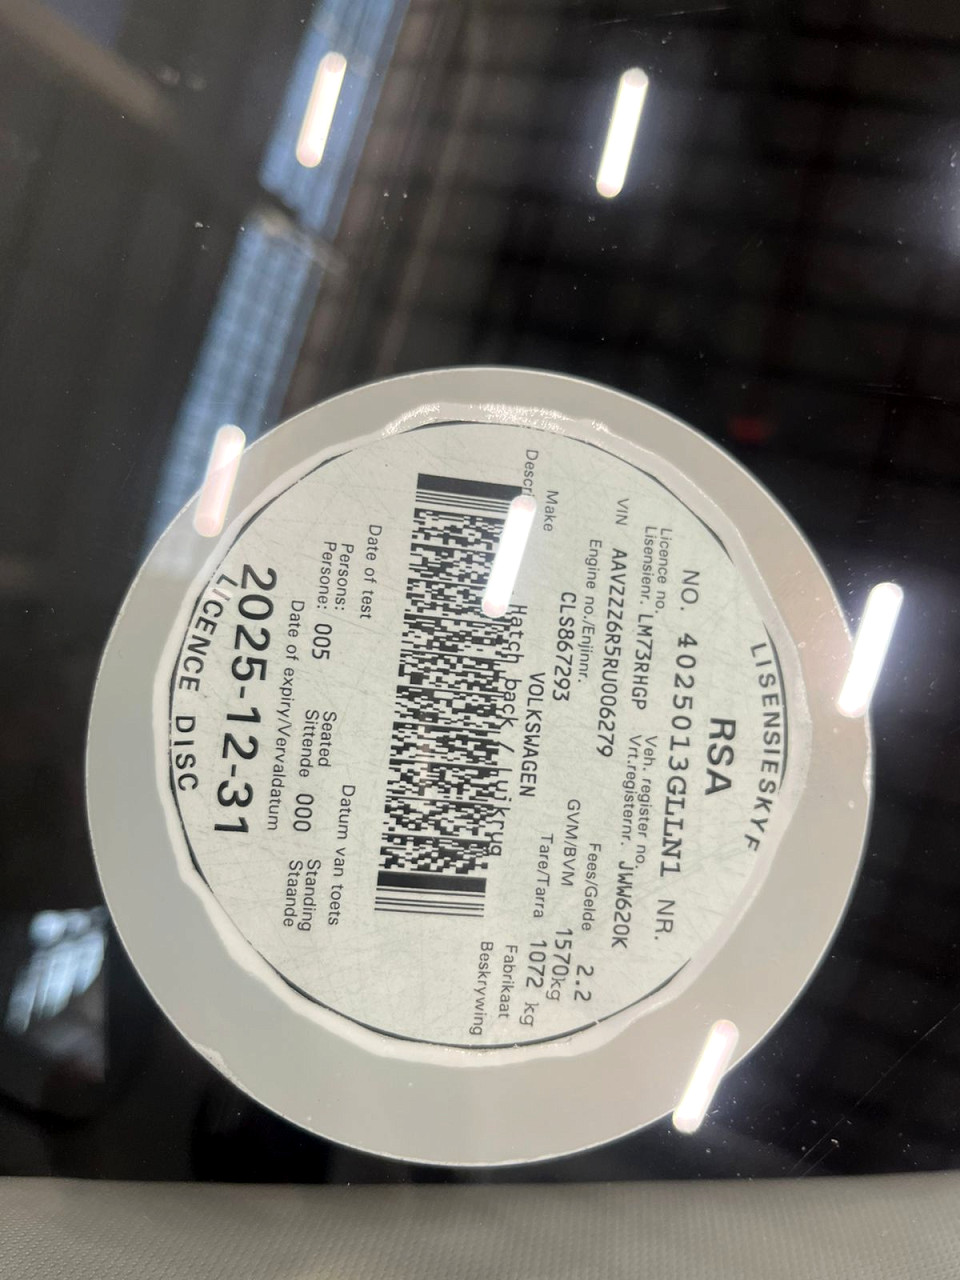 LISENSIESKYF
RSA
NO. 4025013GLLN1 NR.
Licence no. Veh. register no.
Lisensienr. LM73RHGP Vrt.registernr. JWW620K
VIN AAVZZZ6R5RU006279 Fees/Gelde 2.2
Engine no./Enjinnr. GVM/BVM 1570kg
CLS867293 Tare/Tarra 1072 kg
Make VOLKSWAGEN Fabrikaat
Hatch back / Luikrug Beskrywing
Date of test Datum van toets
Persons: Seated Standing
Persone: 005 Sittende 000 Staande
Date of expiry/Vervaldatum
2025-12-31
LICENCE DISC